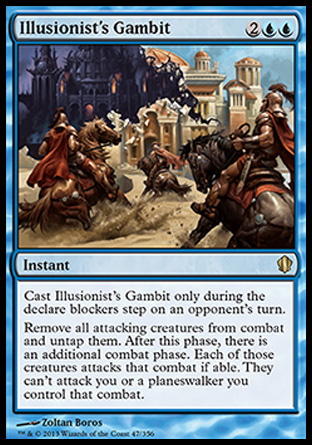 Illusionist's Gambit 2
Instant
Cast Illusionist's Gambit only during the
declare blockers step on an opponent's turn.
Remove all attacking creatures from combat
and untap them. After this phase, there is
an additional combat phase. Each of those
creatures attacks that combat if able. They
can't attack you or a planeswalker you
control that combat.
Zoltan Boros
™ & © 2013 Wizards of the Coast 47/356